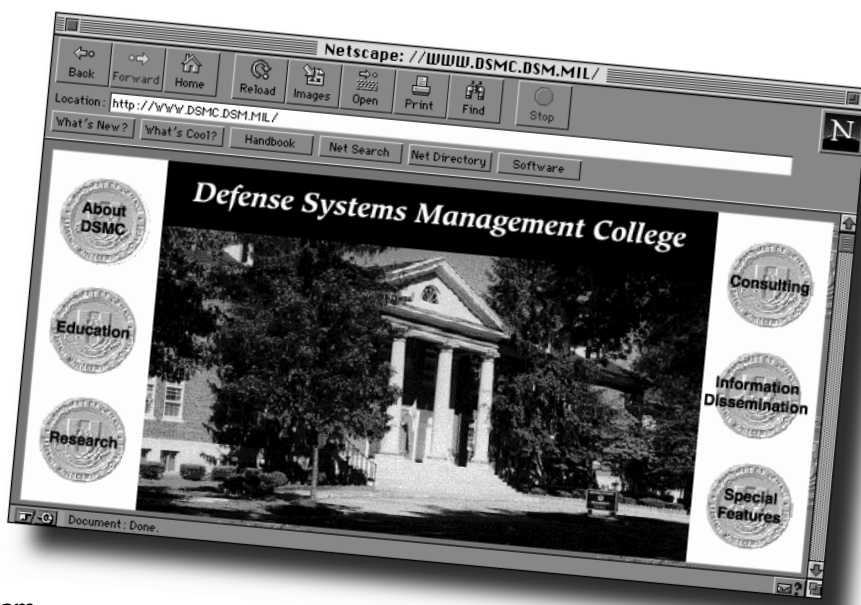 Netscape: //WWW.DSMC.DSM.MIL/
Back Forward Home Reload Images Open Print Find Stop
Location: http://WWW.DSMC.DSM.MIL/
N
What's New? What's Cool? Handbook Net Search Net Directory Software
Defense Systems Management College
About
DSMC
Education
Research
Consulting
Information
Dissemination
Special
Features
Document: Done.
?